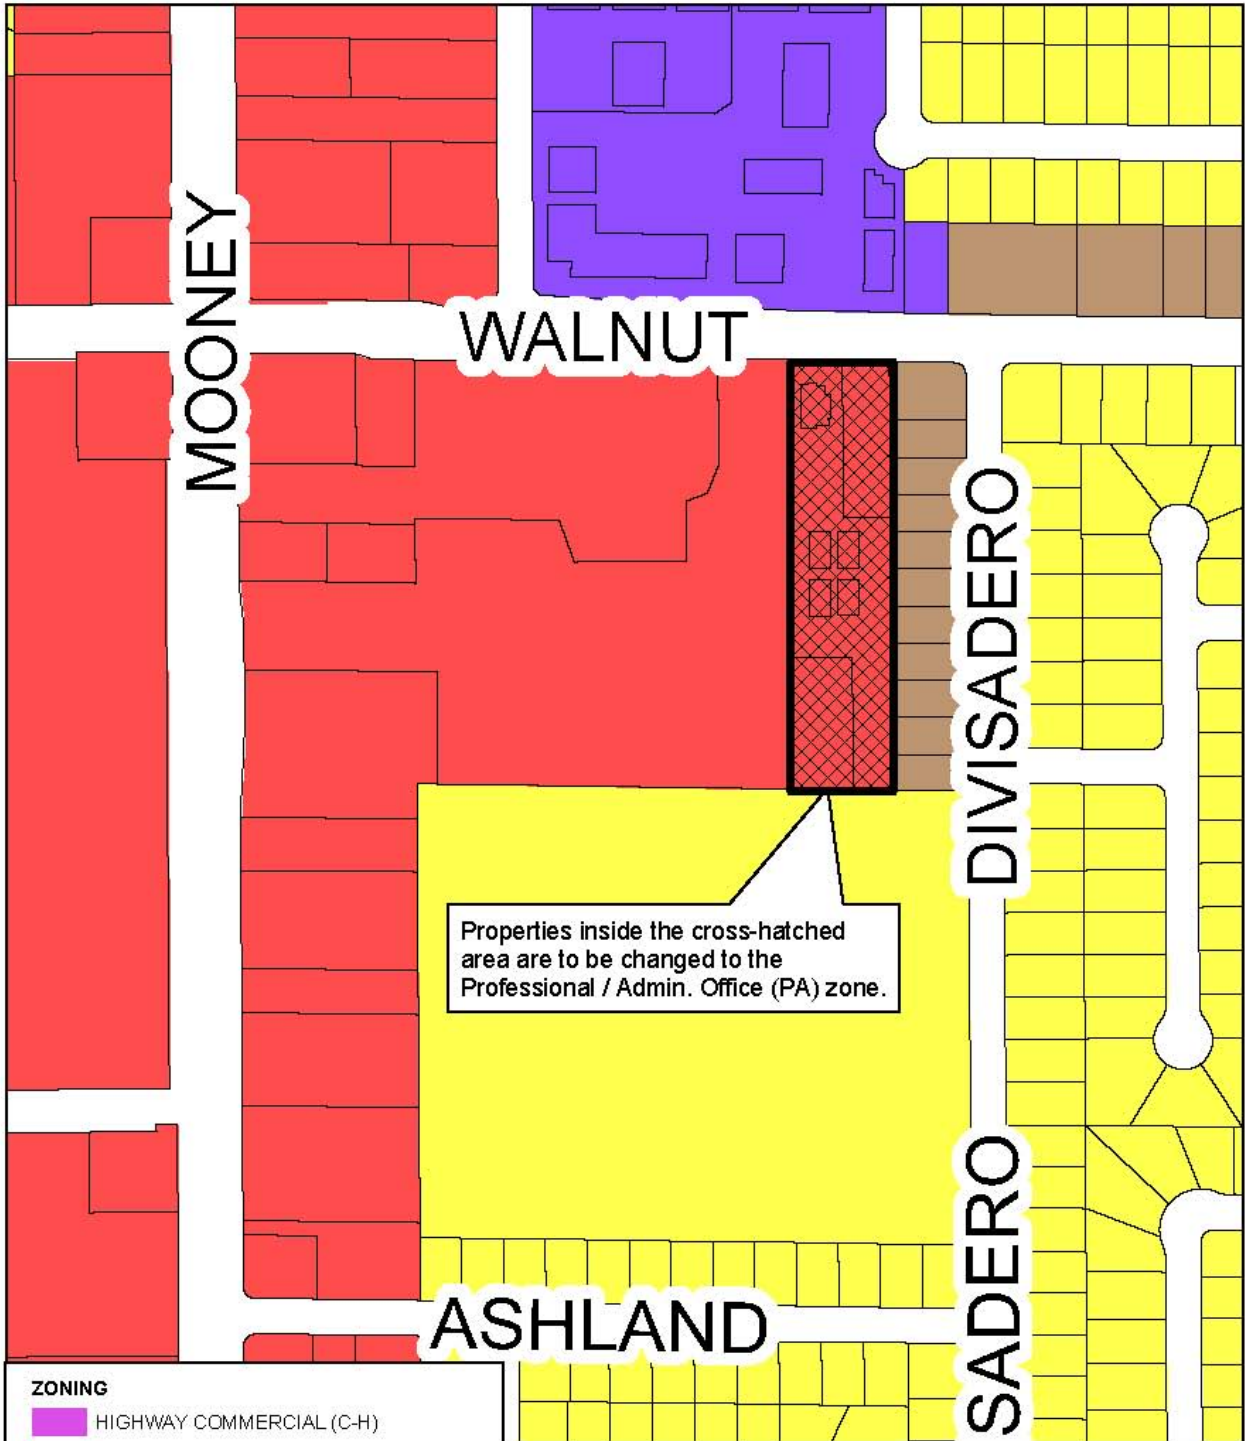 WALNUT
MOONEY
DIVISADERO
Properties inside the cross-hatched
area are to be changed to the
Professional / Admin. Office (PA) zone.
SADERO
ASHLAND
ZONING
HIGHWAY COMMERCIAL (C-H)